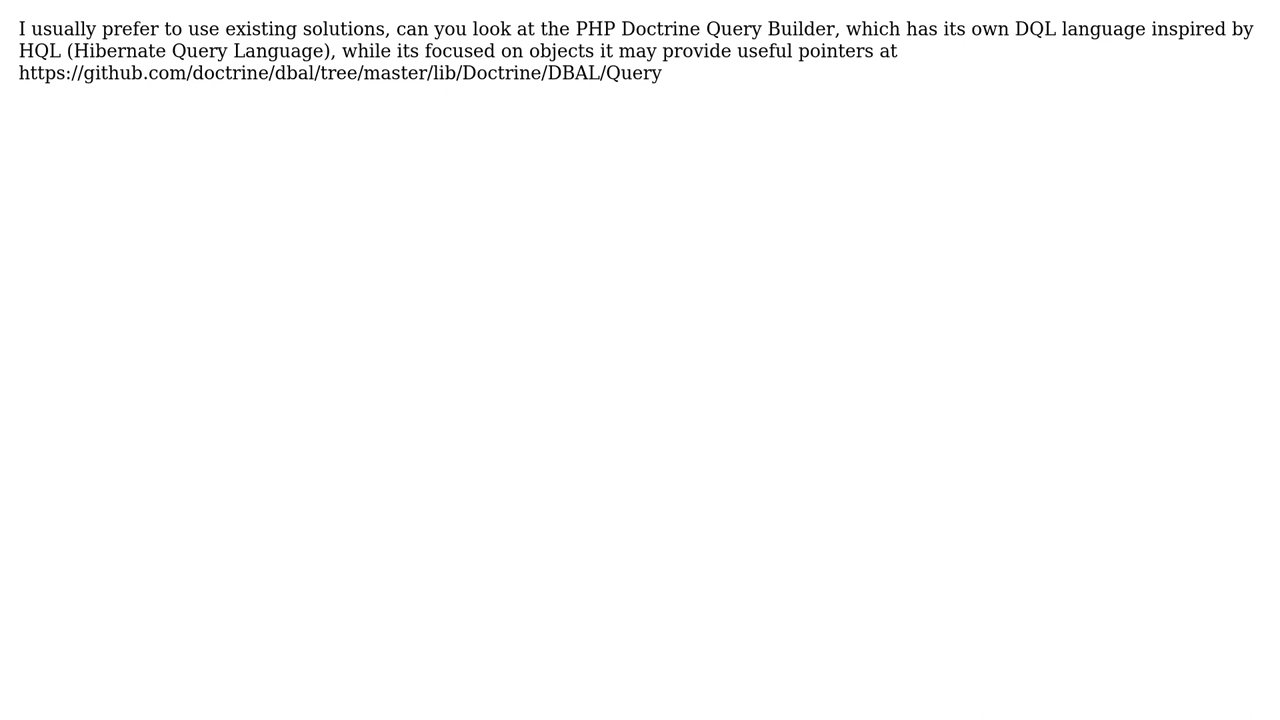 I usually prefer to use existing solutions, can you look at the PHP Doctrine Query Builder, which has its own DQL language inspired by
HQL (Hibernate Query Language), while its focused on objects it may provide useful pointers at
https://github.com/doctrine/dbal/tree/master/lib/Doctrine/DBAL/Query